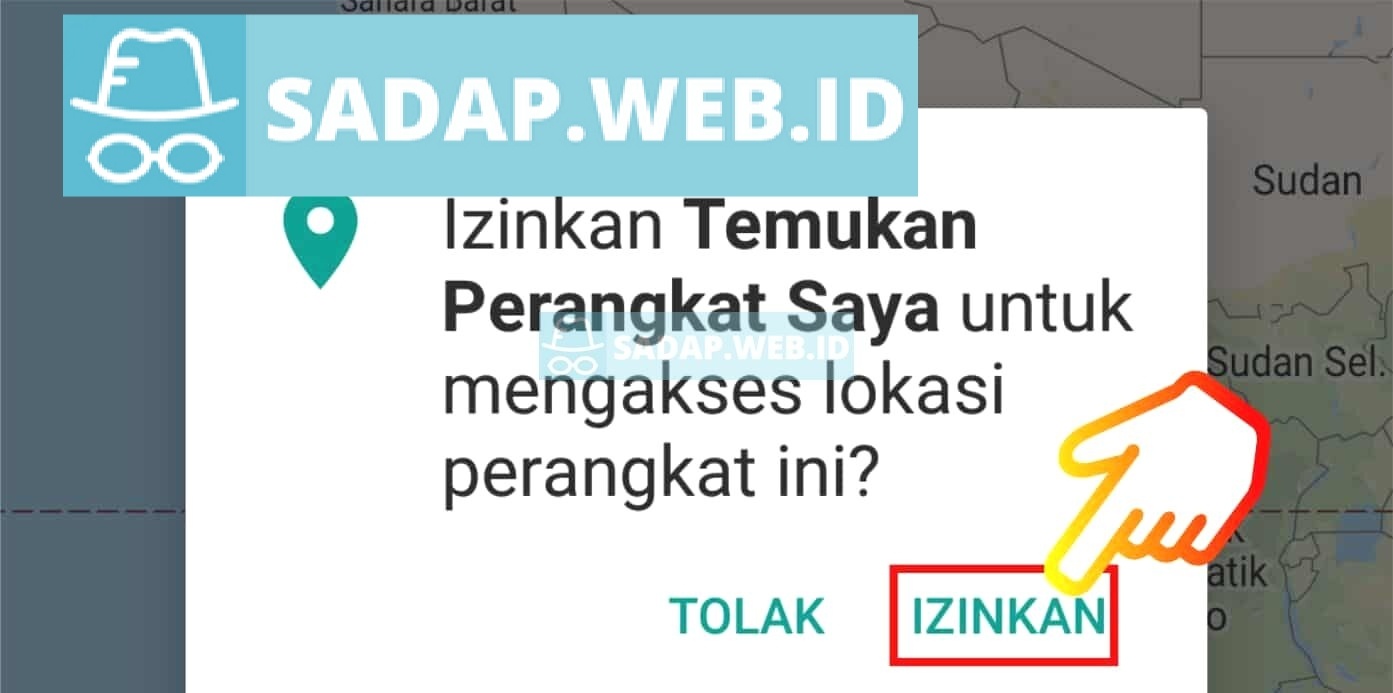 Sahara Barat
SADAP.WEB.ID
Sudan
Izinkan Temukan
Perangkat Saya untuk
SADAP.WEB.ID
mengakses lokasi
Sudan Sel.
perangkat ini?
atik
o
TOLAK
IZINKAN